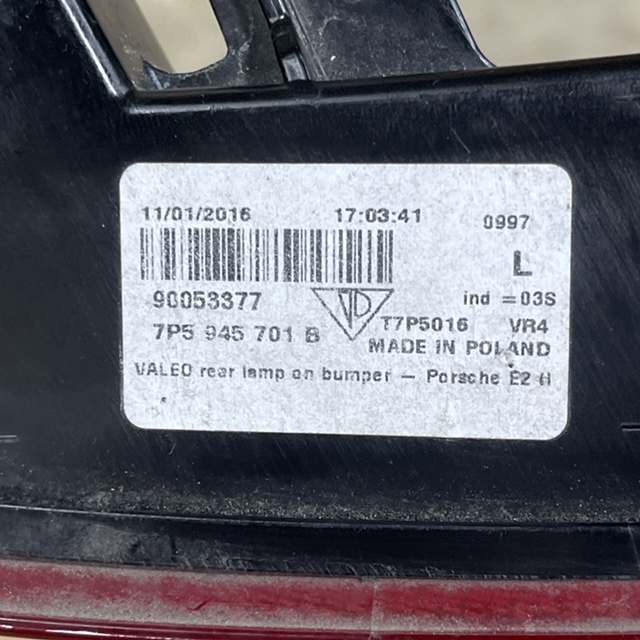 11/01/2016 17:03:41 0997
L
90053377 ind = 03S
7P5 945 701 B T7P5016 VR4
MADE IN POLAND
VALEO rear lamp on bumper – Porsche E2 II